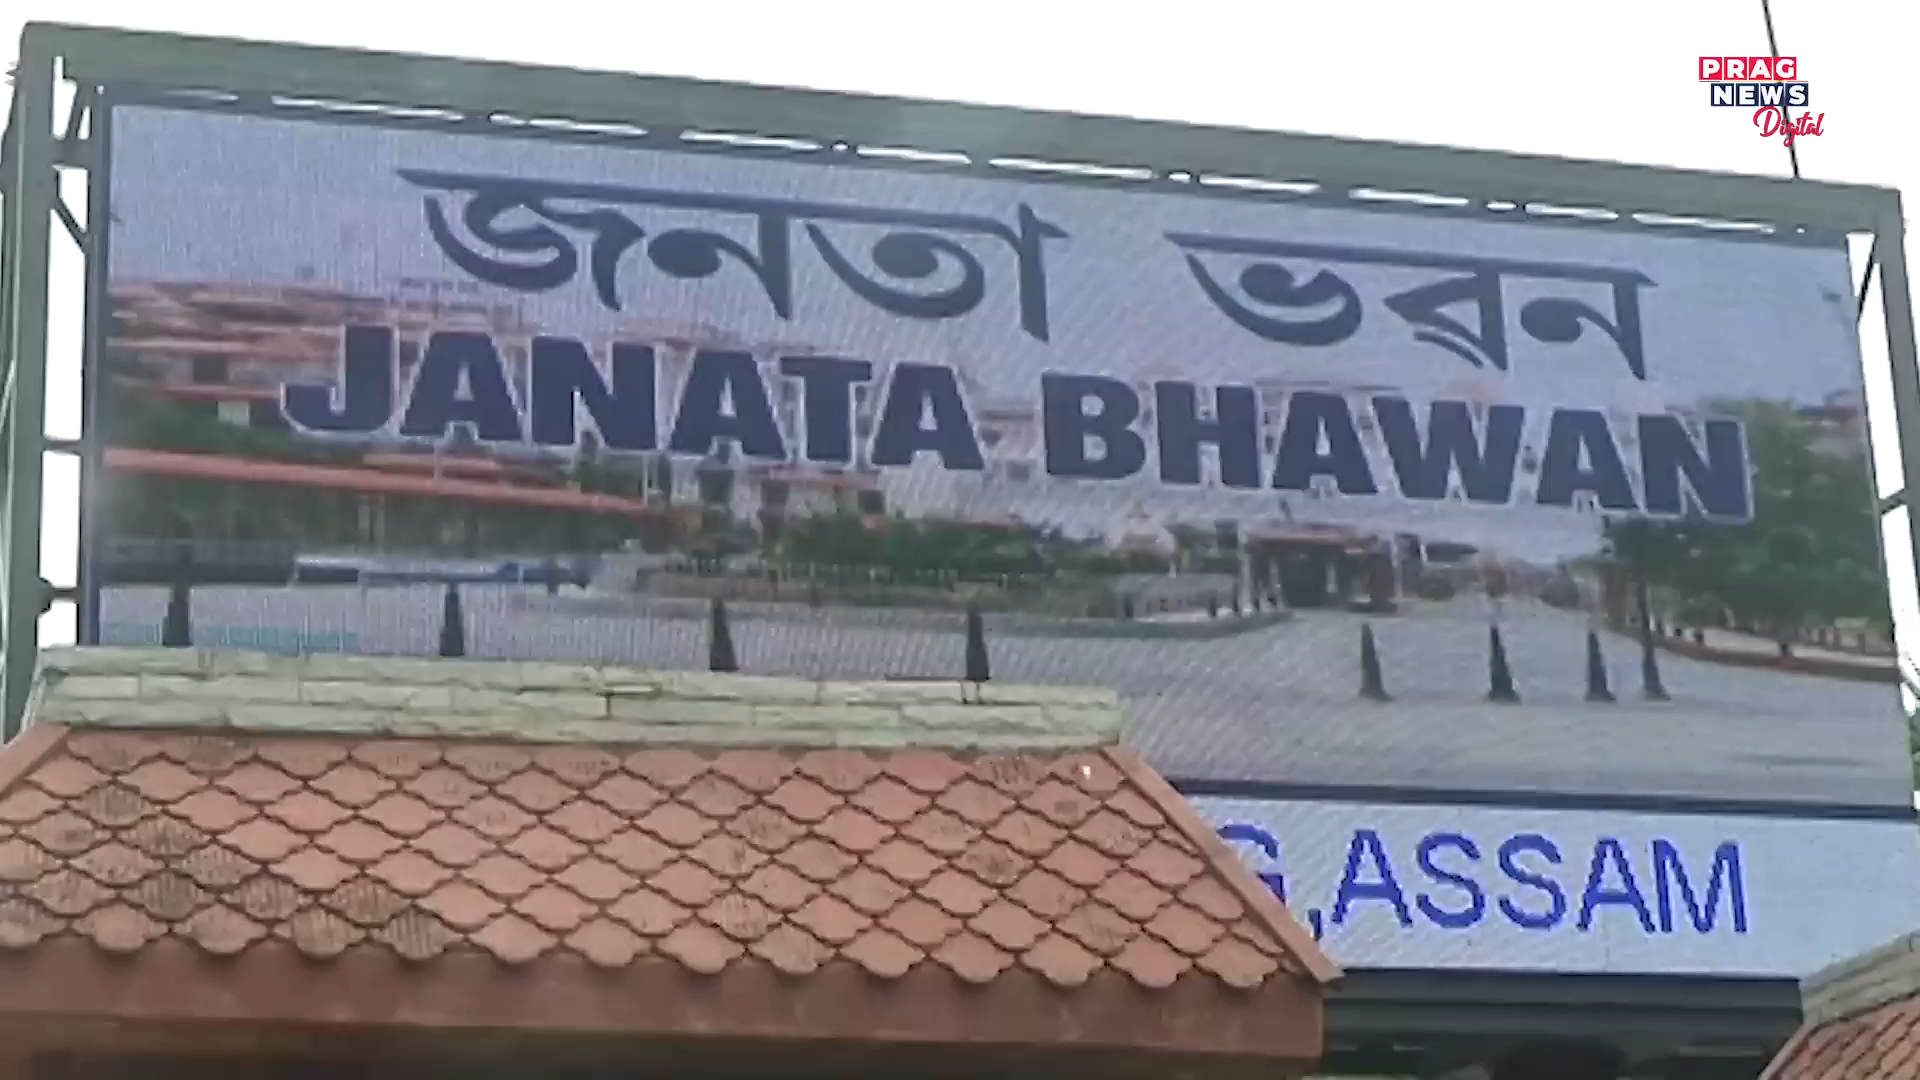 জনতা ভৱন
JANATA BHAWAN
G,ASSAM
PRAG
NEWS
Digital